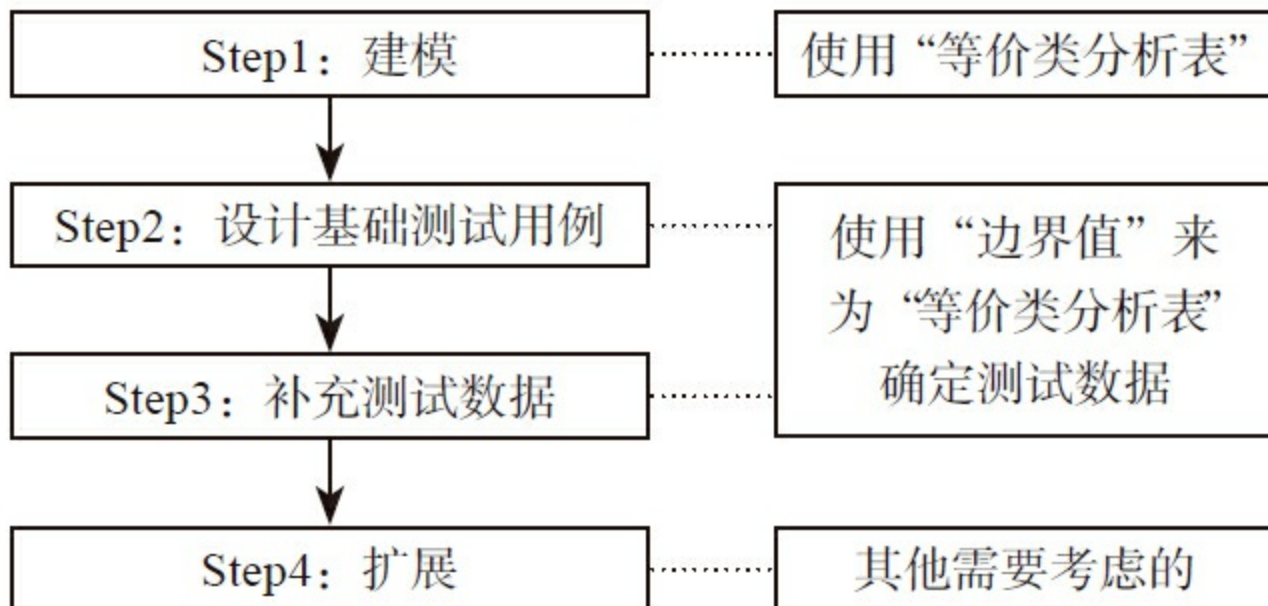 Step1：建模
使用“等价类分析表”
Step2：设计基础测试用例
使用“边界值”来
为“等价类分析表”
确定测试数据
Step3：补充测试数据
Step4：扩展
其他需要考虑的